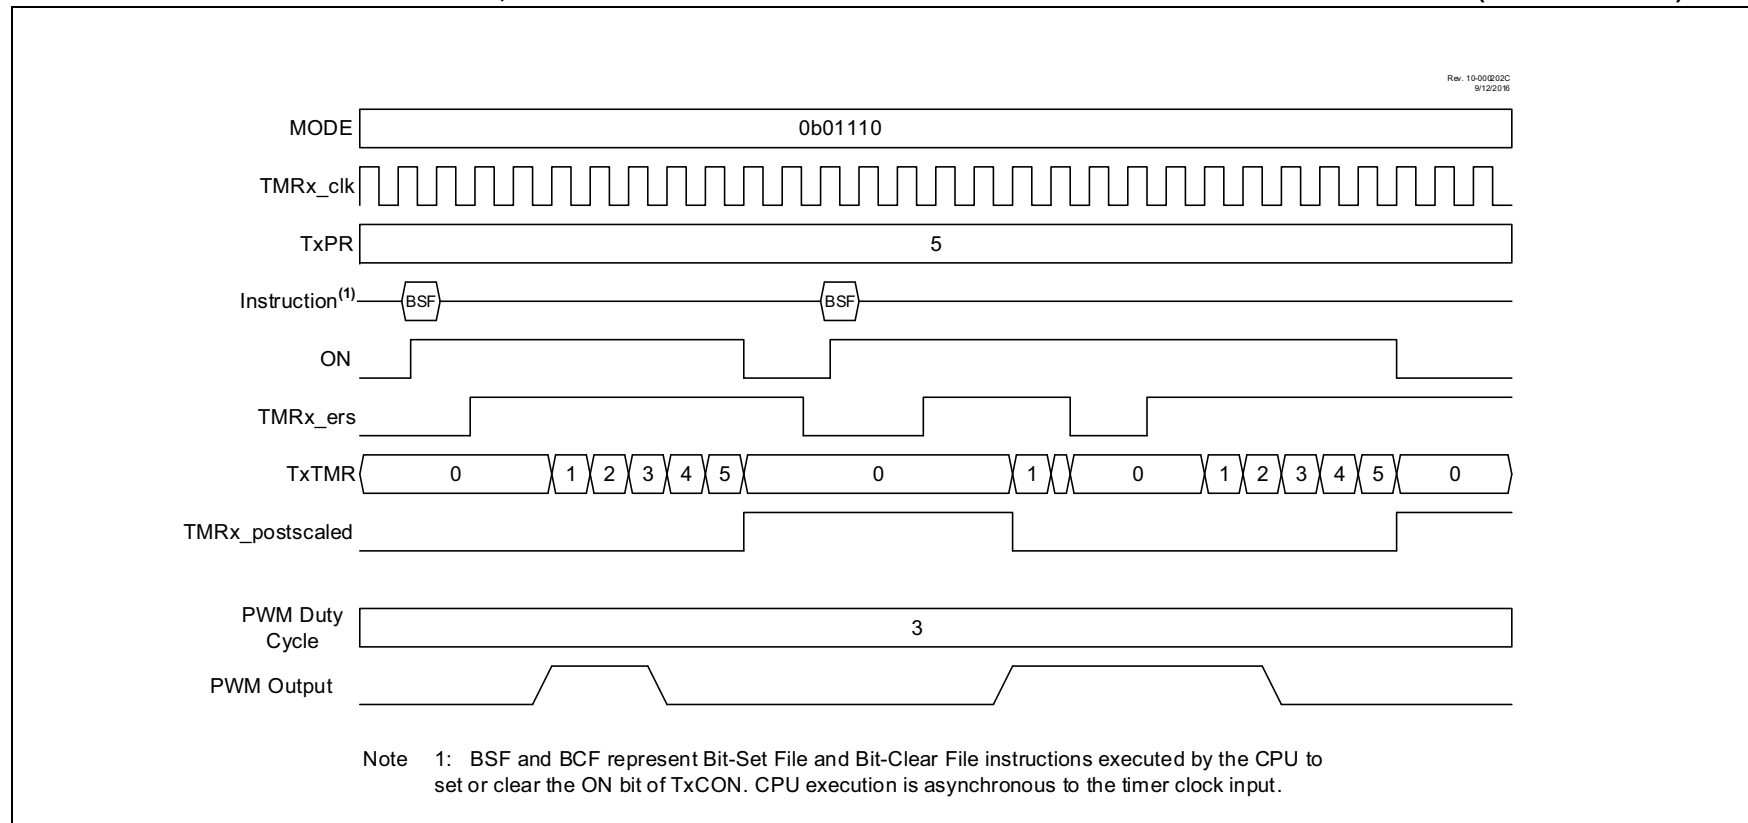 Rev. 10-000202C
9/12/2016
MODE 0b01110
TMRx_clk
TxPR 5
Instruction(1) BSF BSF
ON
TMRx_ers
TxTMR 0 1 2 3 4 5 0 1 0 1 2 3 4 5 0
TMRx_postscaled
PWM Duty
Cycle 3
PWM Output
Note 1: BSF and BCF represent Bit-Set File and Bit-Clear File instructions executed by the CPU to
set or clear the ON bit of TxCON. CPU execution is asynchronous to the timer clock input.